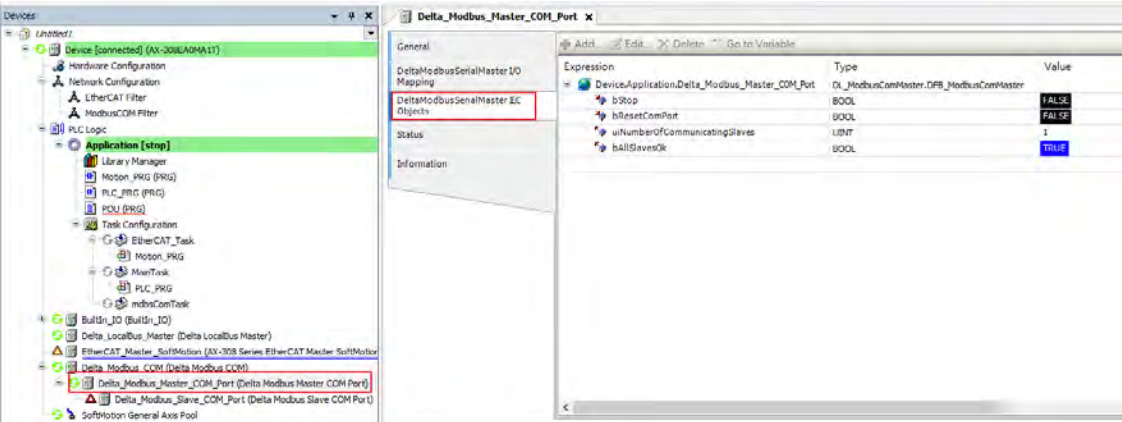 Devices
Untitled1
Device [connected] (AX-308EA0MA1T)
Hardware Configuration
Network Configuration
EtherCAT Filter
ModbusCOM Filter
PLC Logic
Application [stop]
Library Manager
Motion_PRG (PRG)
PLC_PRG (PRG)
POU (PRG)
Task Configuration
EtherCAT_Task
Motion_PRG
MainTask
PLC_PRG
mdbsComTask
BuiltIn_IO (BuiltIn_IO)
Delta_LocalBus_Master (Delta LocalBus Master)
EtherCAT_Master_SoftMotion (AX-308 Series EtherCAT Master SoftMotion
Delta_Modbus_COM (Delta Modbus COM)
Delta_Modbus_Master_COM_Port (Delta Modbus Master COM Port)
Delta_Modbus_Slave_COM_Port (Delta Modbus Slave COM Port)
SoftMotion General Axis Pool
Delta_Modbus_Master_COM_Port
General
DeltaModbusSerialMaster I/O
Mapping
DeltaModbusSerialMaster IEC
Objects
Status
Information
Add... Edit... Delete Go to Variable
Expression Type Value
Device.Application.Delta_Modbus_Master_COM_Port DL_ModbusComMaster.DFB_ModbusComMaster
bStop BOOL FALSE
bResetComPort BOOL FALSE
uiNumberOfCommunicatingSlaves UINT 1
bAllSlavesOk BOOL TRUE